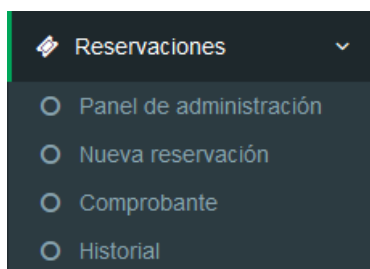 Reservaciones
Panel de administración
Nueva reservación
Comprobante
Historial